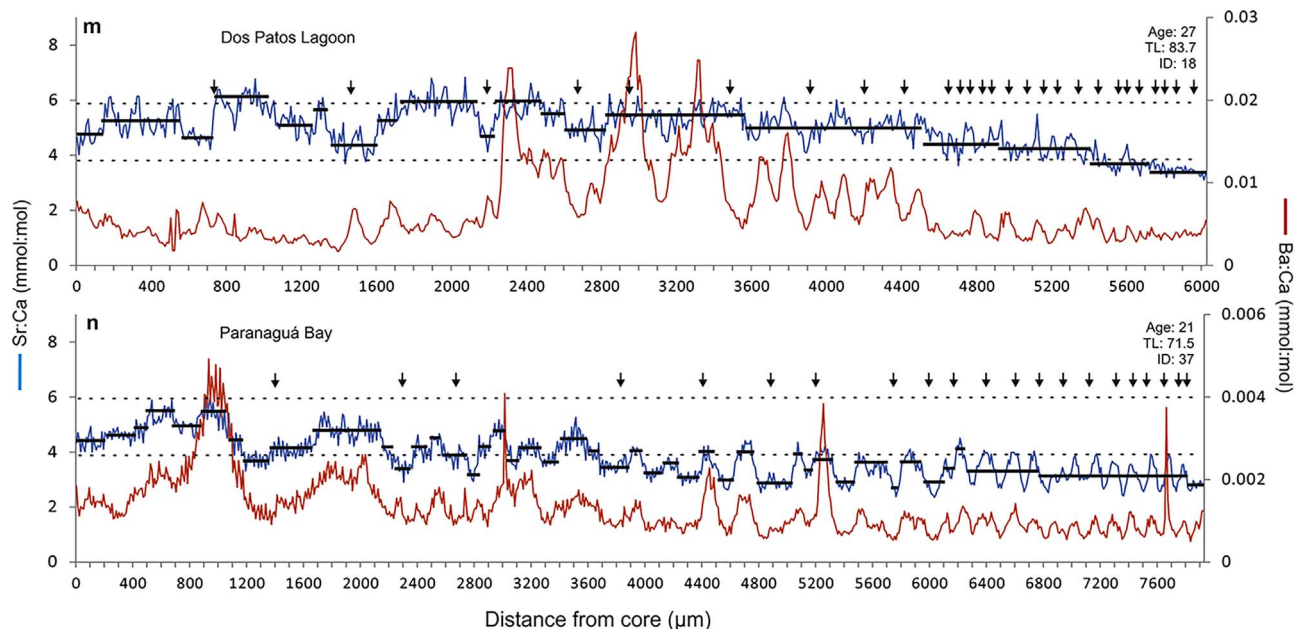 m
Dos Patos Lagoon
Age: 27
TL: 83.7
ID: 18
8
6
4
2
0
0.03
0.02
0.01
0
0 400 800 1200 1600 2000 2400 2800 3200 3600 4000 4400 4800 5200 5600 6000
n
Paranaguá Bay
Age: 21
TL: 71.5
ID: 37
8
6
4
2
0
0.006
0.004
0.002
0
0 400 800 1200 1600 2000 2400 2800 3200 3600 4000 4400 4800 5200 5600 6000 6400 6800 7200 7600
Sr:Ca (mmol:mol)
Ba:Ca (mmol:mol)
Distance from core (µm)